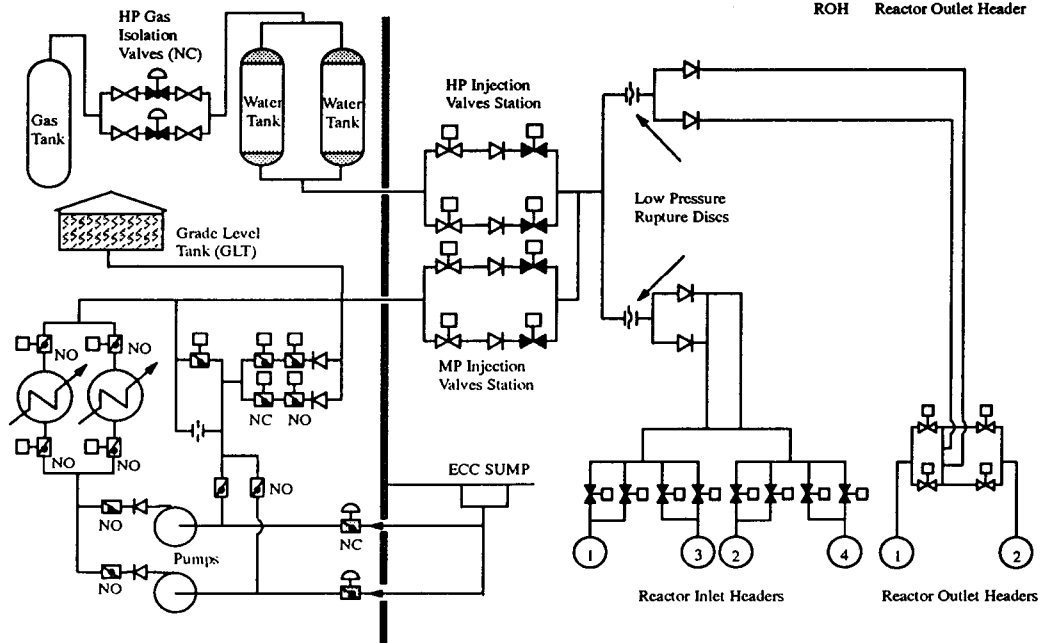 ROH Reactor Outlet Header
HP Gas
Isolation
Valves (NC)
Gas
Tank
Water
Tank
Water
Tank
HP Injection
Valves Station
Low Pressure
Rupture Discs
Grade Level
Tank (GLT)
MP Injection
Valves Station
NO
NO
NC
NO
NO
NO
ECC SUMP
NO
NO
NC
Pumps
NO
1
3
2
4
1
2
Reactor Inlet Headers
Reactor Outlet Headers